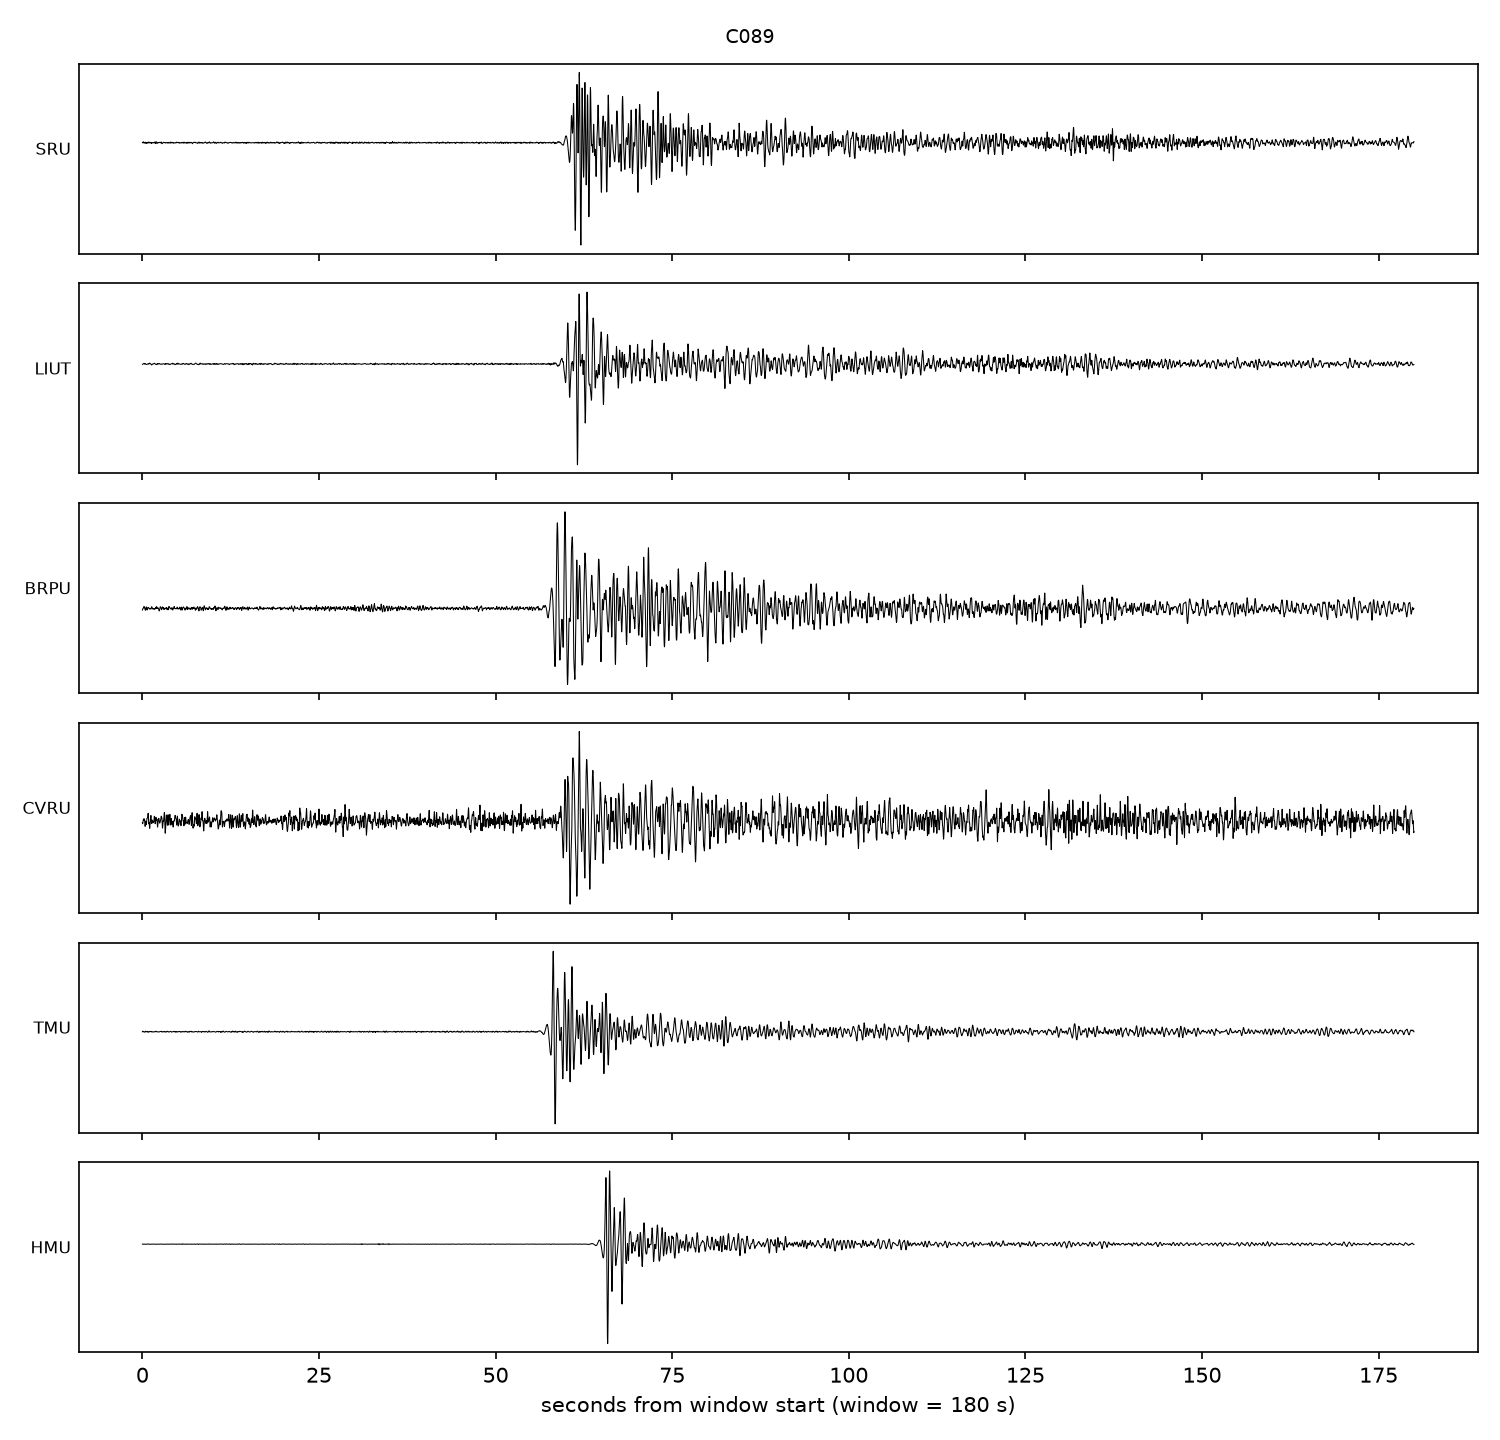 C089
SRU
LIUT
BRPU
CVRU
TMU
HMU
0 25 50 75 100 125 150 175
seconds from window start (window = 180 s)